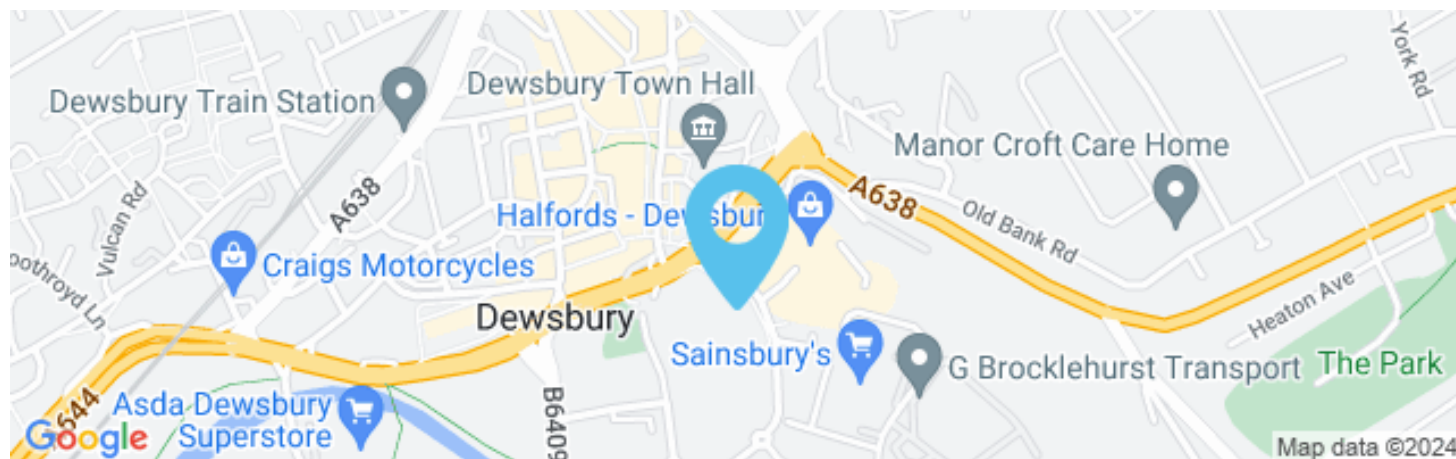 York Rd
Dewsbury Town Hall
Dewsbury Train Station
Manor Croft Care Home
A638
A638
Vulcan Rd
Old Bank Rd
Halfords - Dewsbury
oothroyd Ln
Craigs Motorcycles
Heaton Ave
Dewsbury
Sainsbury's
G Brocklehurst Transport
The Park
B6409
644
Asda Dewsbury
Superstore
Google
Map data ©2024